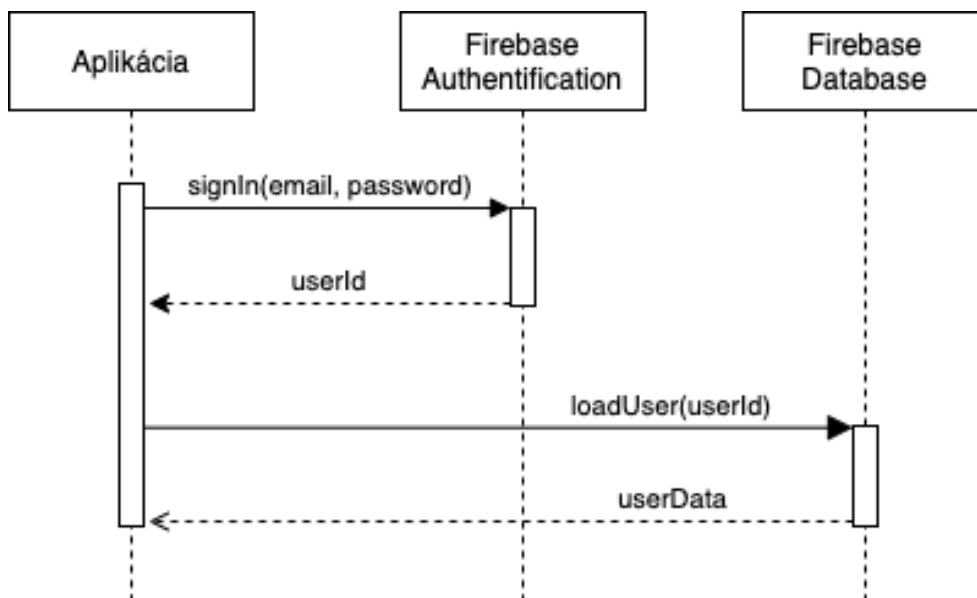 Aplikácia
Firebase
Authentification
Firebase
Database
signIn(email, password)
userId
loadUser(userId)
userData